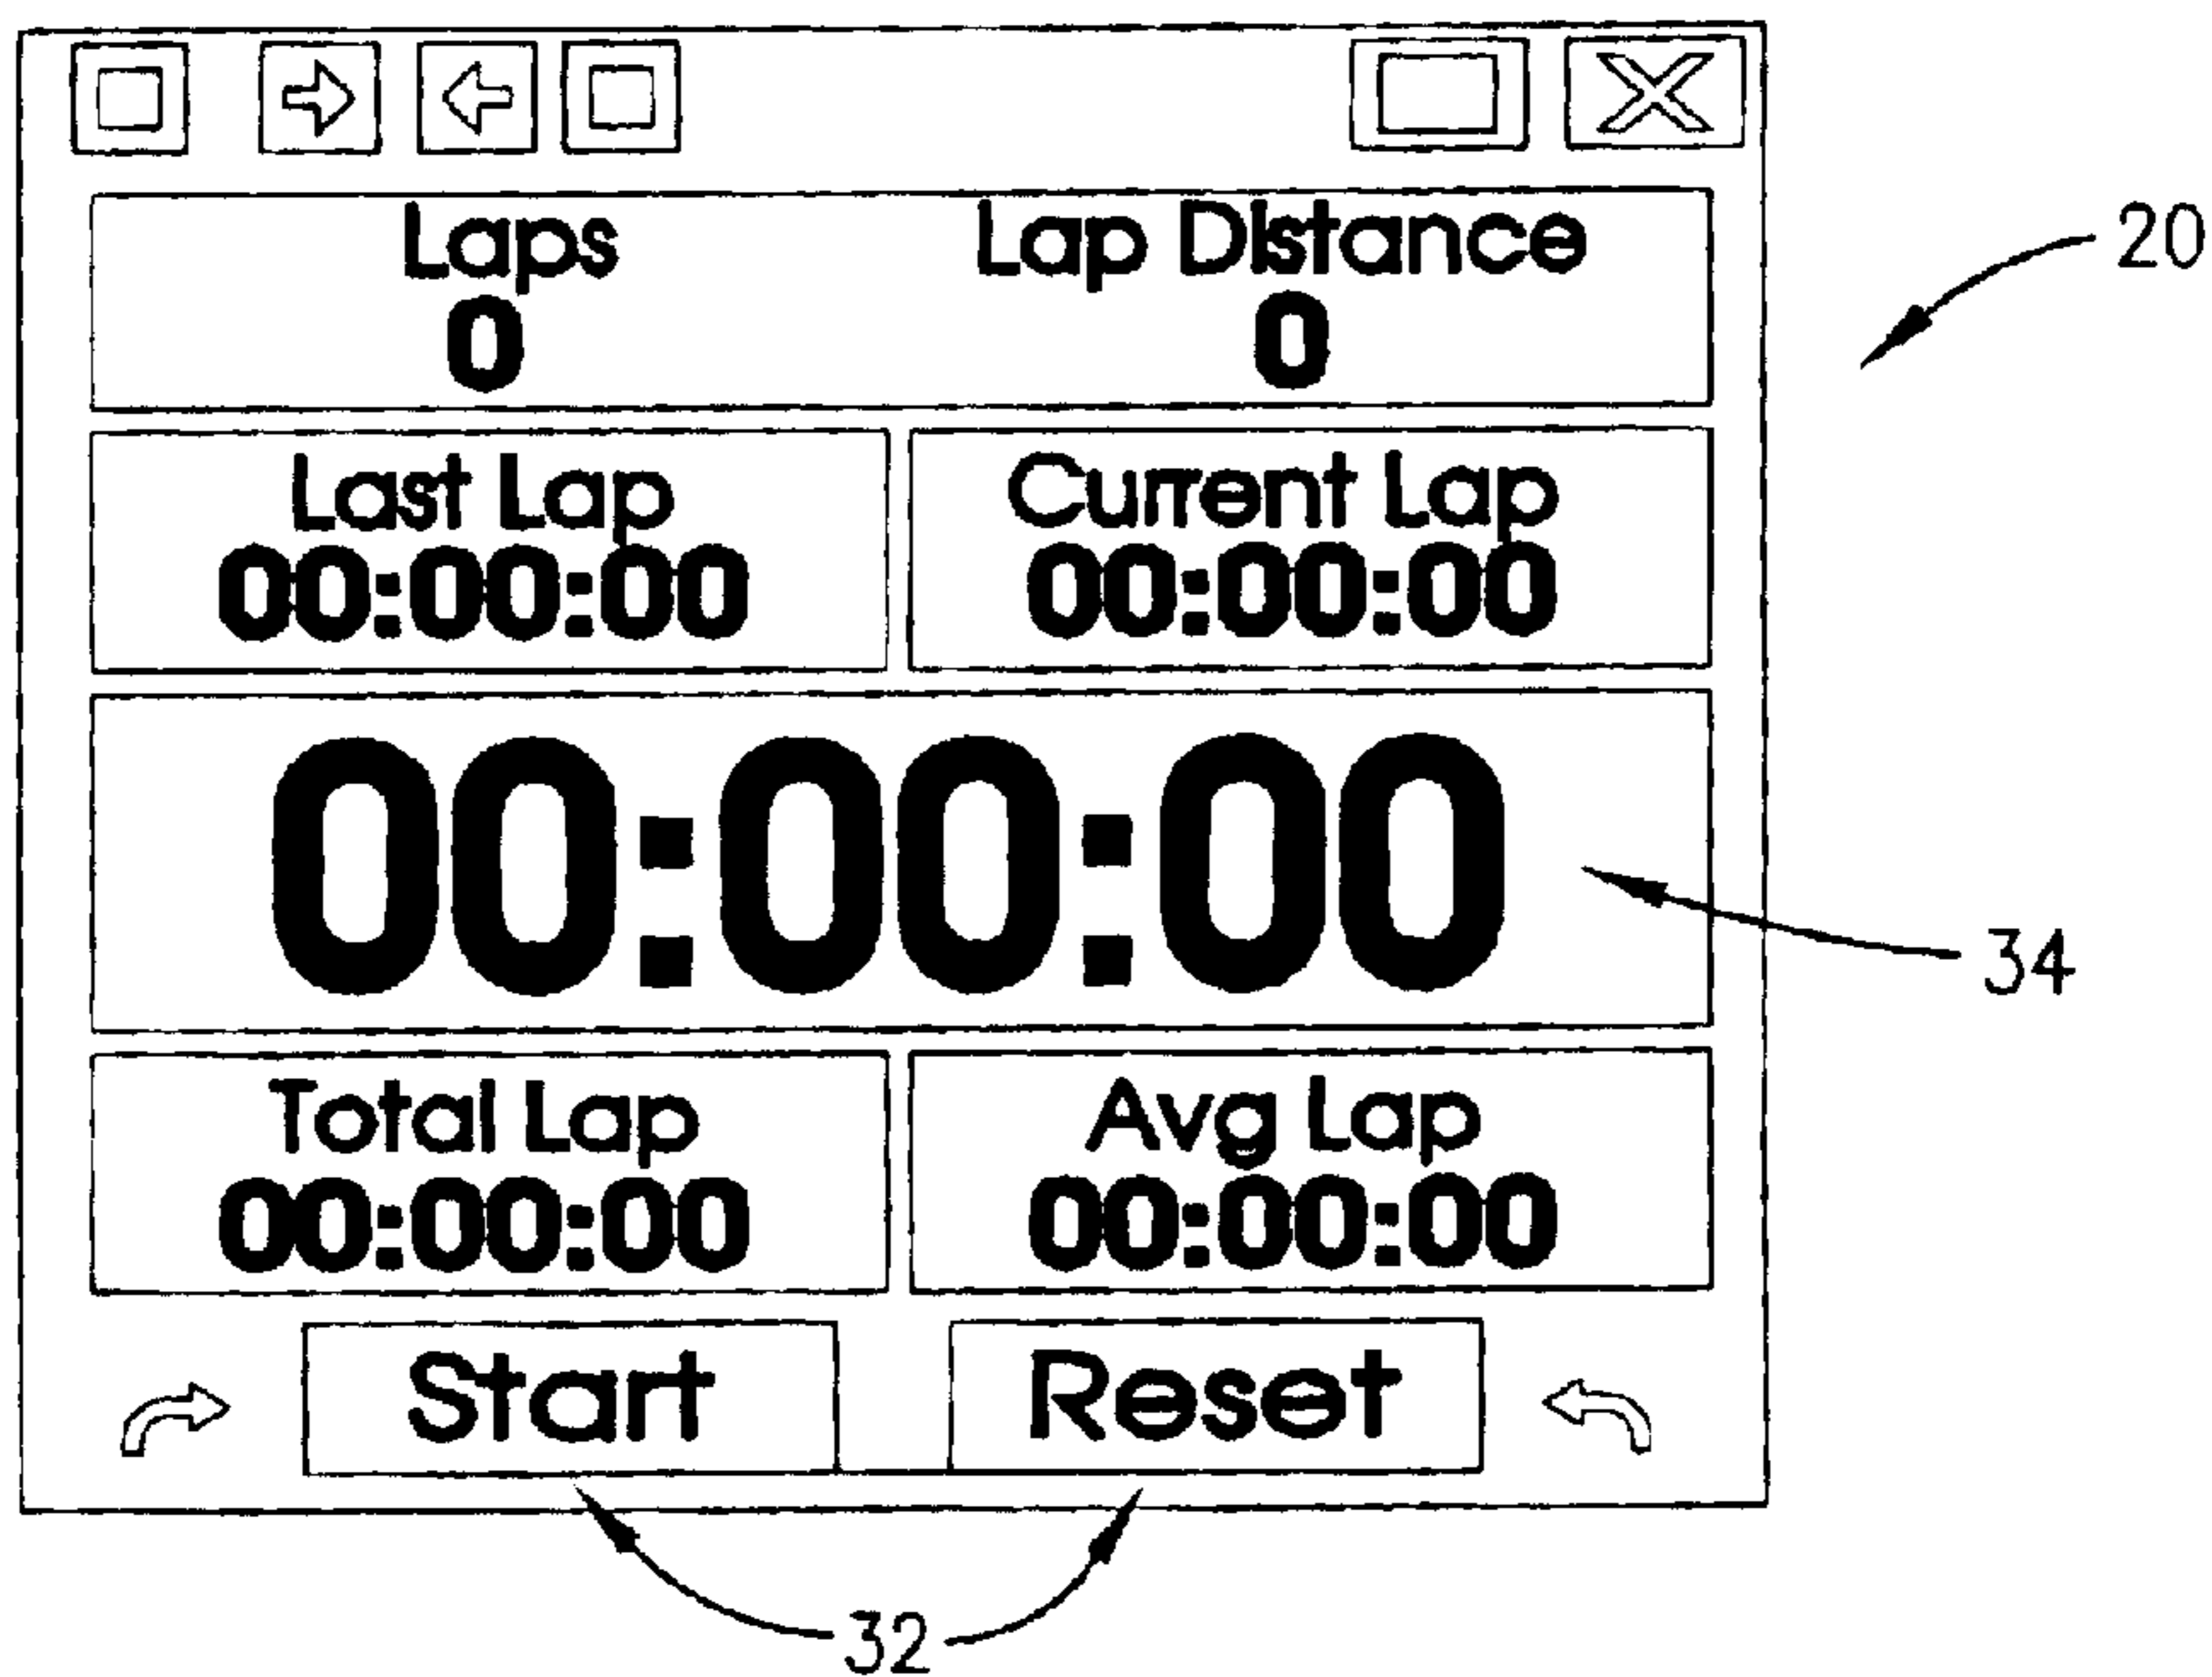 Laps Lap Distance
0 0
20
Last Lap Current Lap
00:00:00 00:00:00
00:00:00
34
Total Lap Avg Lap
00:00:00 00:00:00
Start Reset
32